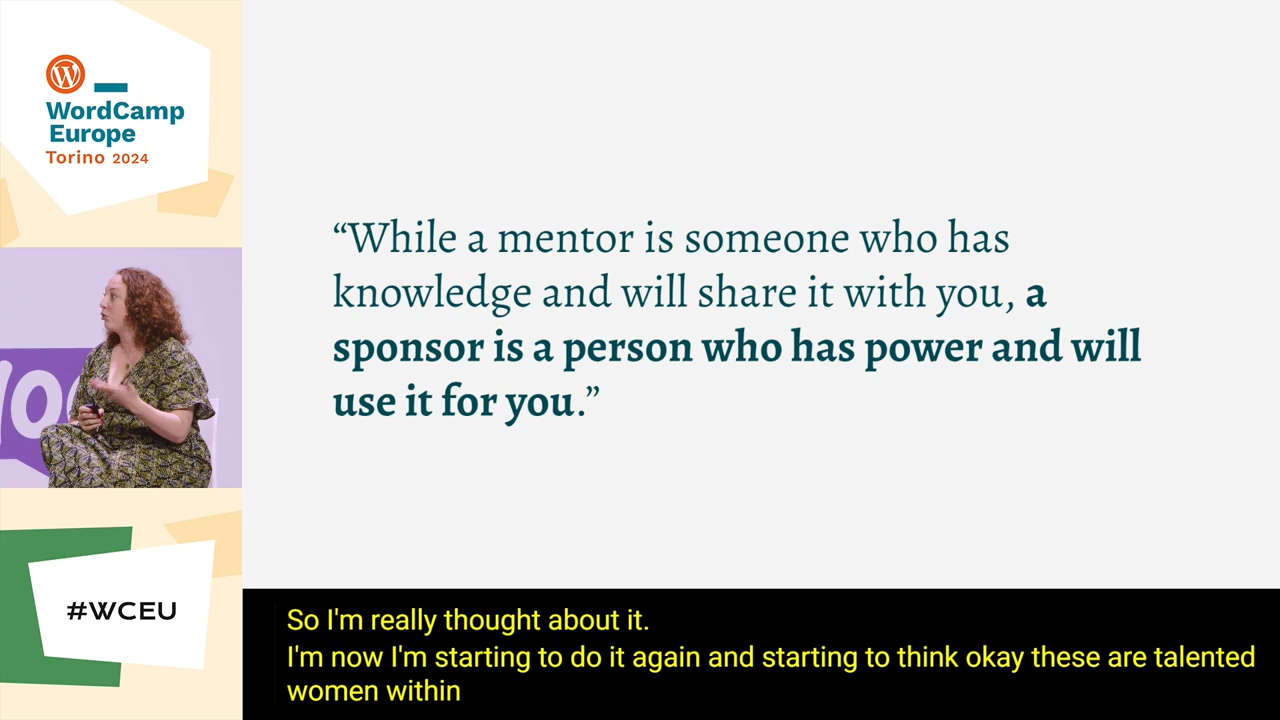 WordCamp
Europe
Torino 2024
#WCEU
“While a mentor is someone who has
knowledge and will share it with you, a
sponsor is a person who has power and will
use it for you.”
So I'm really thought about it.
I'm now I'm starting to do it again and starting to think okay these are talented
women within